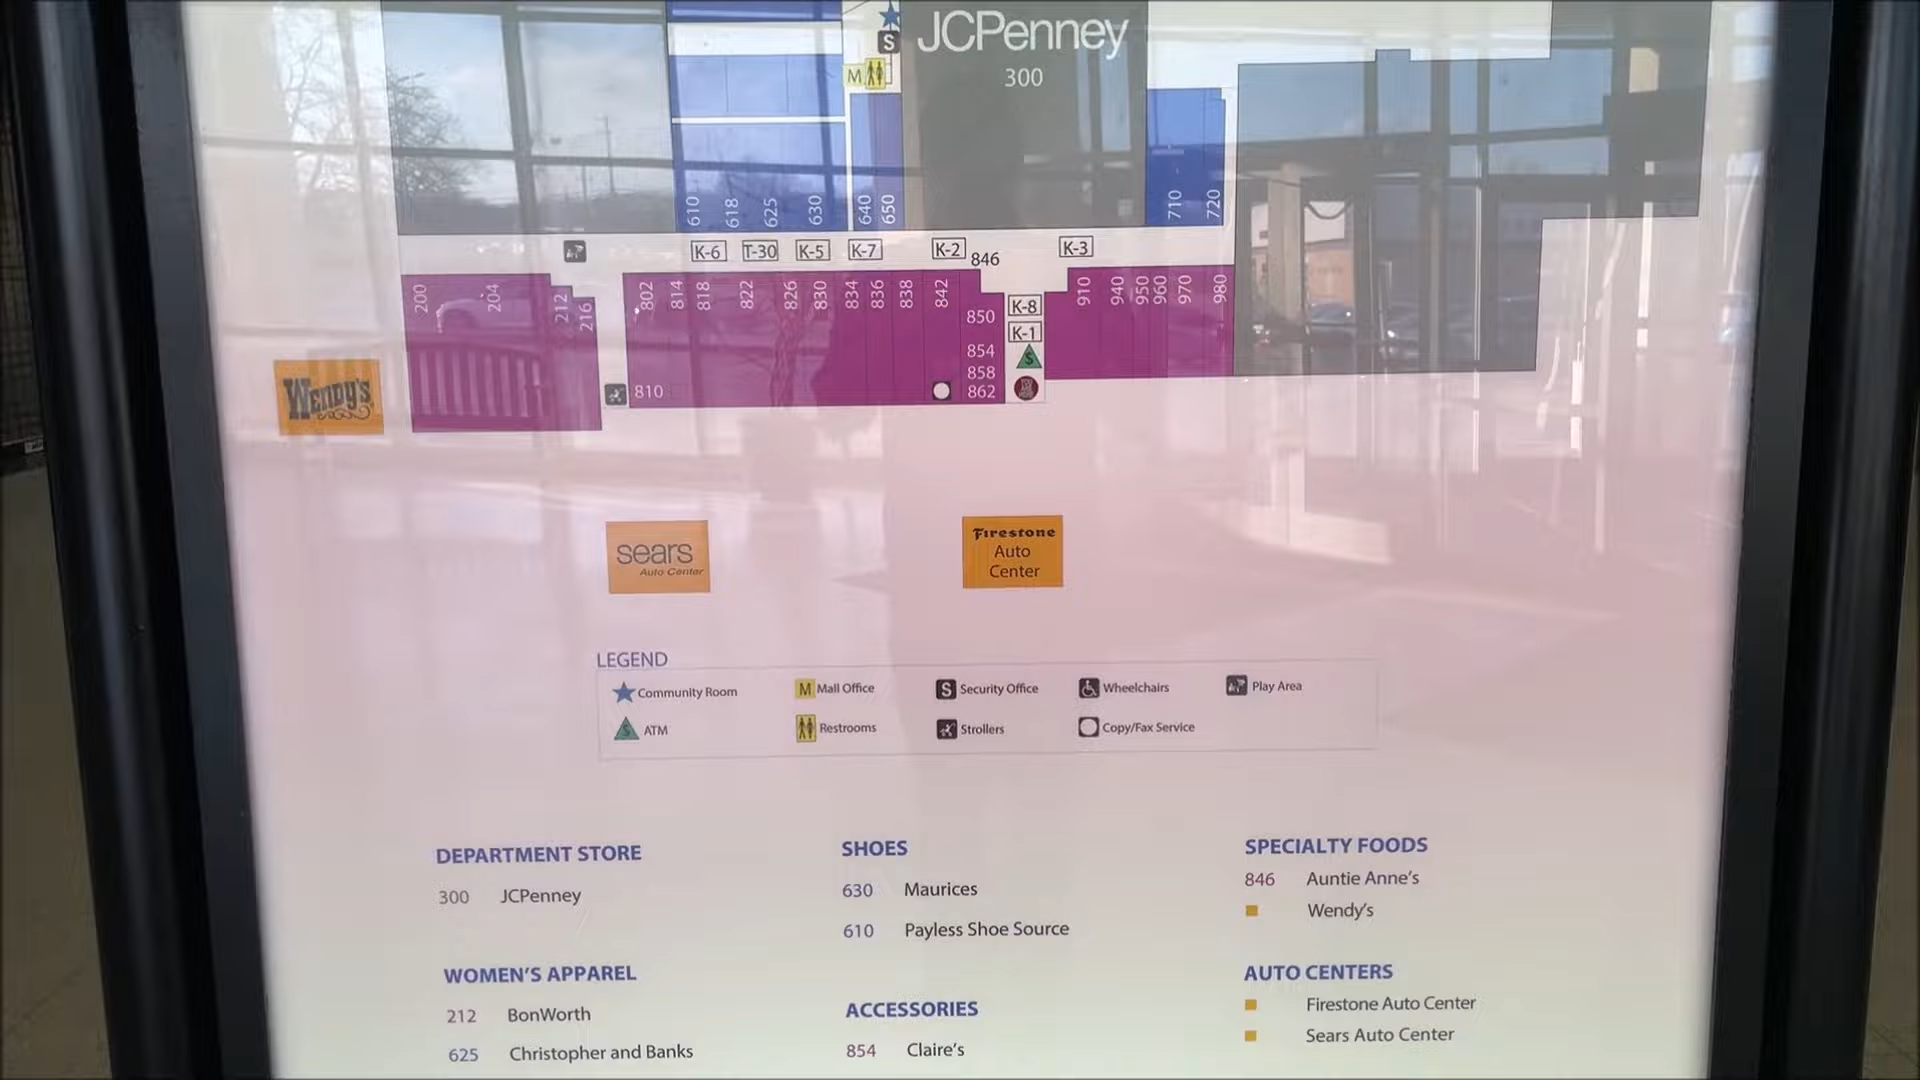 JCPenney
300
M
S
610 618 625 630 640 650 710 720
K-6 T-30 K-5 K-7 K-2 846 K-3
200 204 212 216 802 814 818 822 826 830 834 836 838 842 910 940 950 960 970 980
K-8
850
K-1
854
S
858
810
862
WENDY'S
sears
Auto Center
Firestone
Auto
Center
LEGEND
Community Room
M Mall Office
S Security Office
Wheelchairs
Play Area
S ATM
Restrooms
Strollers
Copy/Fax Service
DEPARTMENT STORE
300 JCPenney
WOMEN'S APPAREL
212 BonWorth
625 Christopher and Banks
SHOES
630 Maurices
610 Payless Shoe Source
ACCESSORIES
854 Claire's
SPECIALTY FOODS
846 Auntie Anne's
Wendy's
AUTO CENTERS
Firestone Auto Center
Sears Auto Center